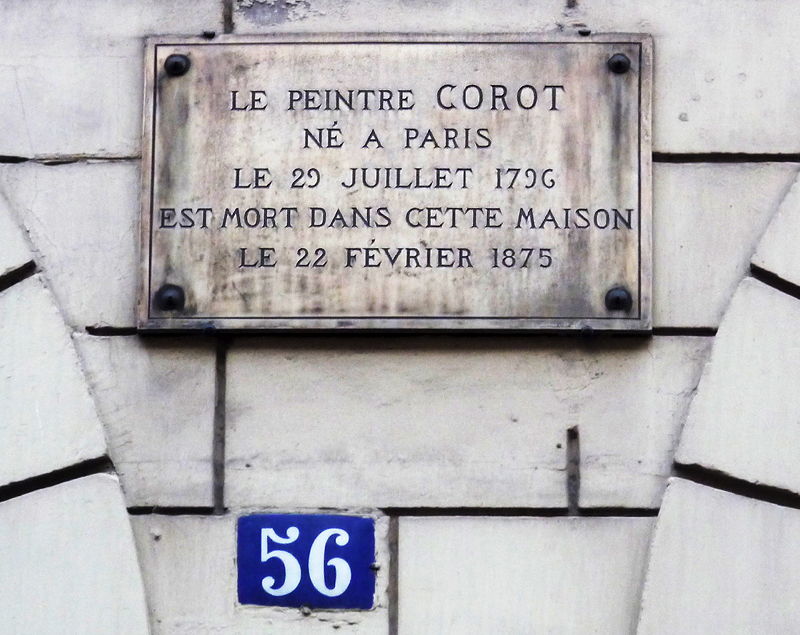 LE PEINTRE COROT
NÉ A PARIS
LE 29 JUILLET 1796
EST MORT DANS CETTE MAISON
LE 22 FÉVRIER 1875
56